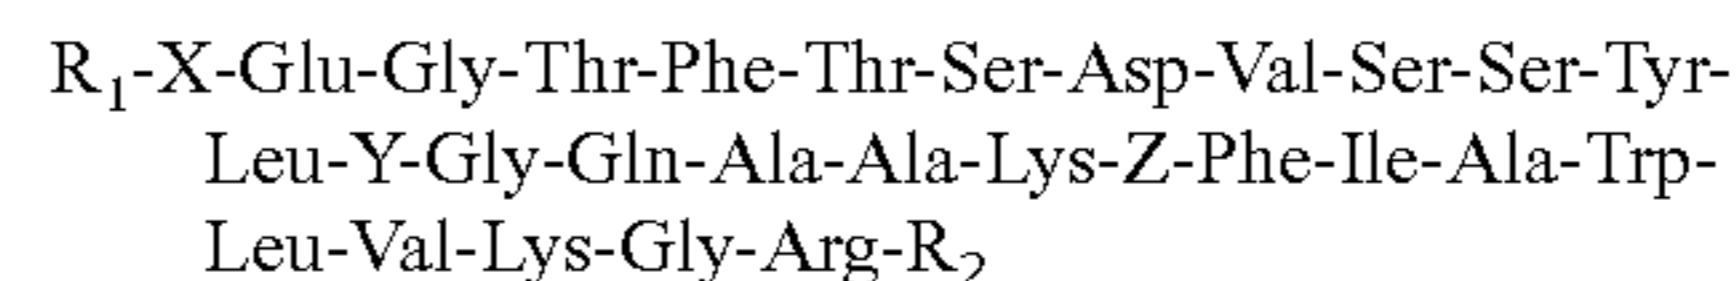 R₁-X-Glu-Gly-Thr-Phe-Thr-Ser-Asp-Val-Ser-Ser-Tyr-
Leu-Y-Gly-Gln-Ala-Ala-Lys-Z-Phe-Ile-Ala-Trp-
Leu-Val-Lys-Gly-Arg-R₂